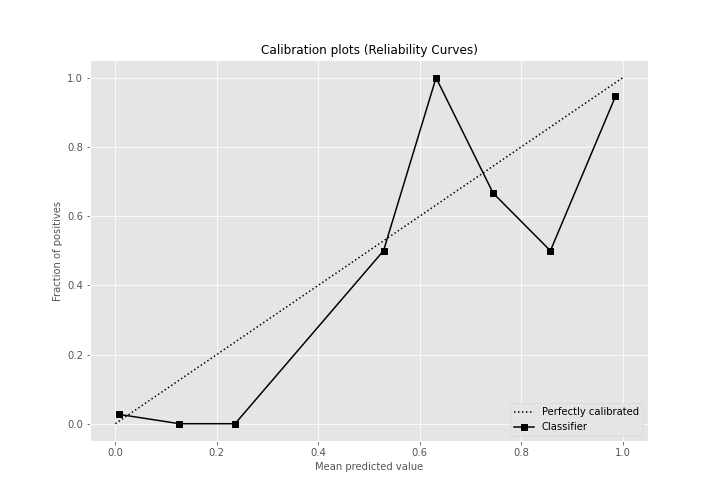 Calibration plots (Reliability Curves)
1.0
0.8
0.6
0.4
0.2
0.0
Fraction of positives
0.0 0.2 0.4 0.6 0.8 1.0
Mean predicted value
Perfectly calibrated
Classifier